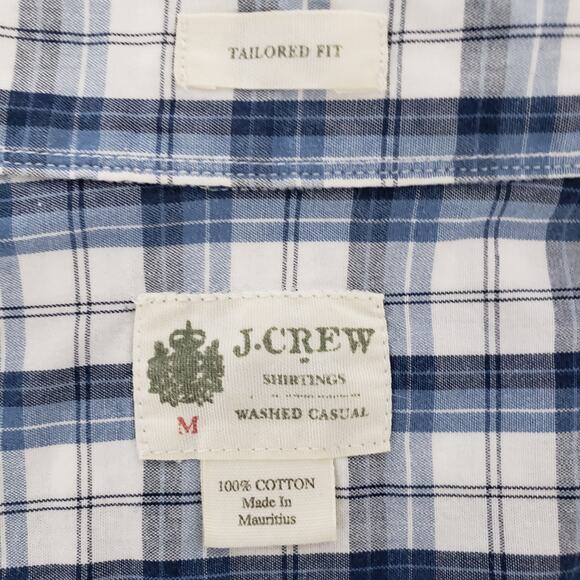 TAILORED FIT
J.CREW
SHIRTINGS
WASHED CASUAL
M
100% COTTON
Made In
Mauritius